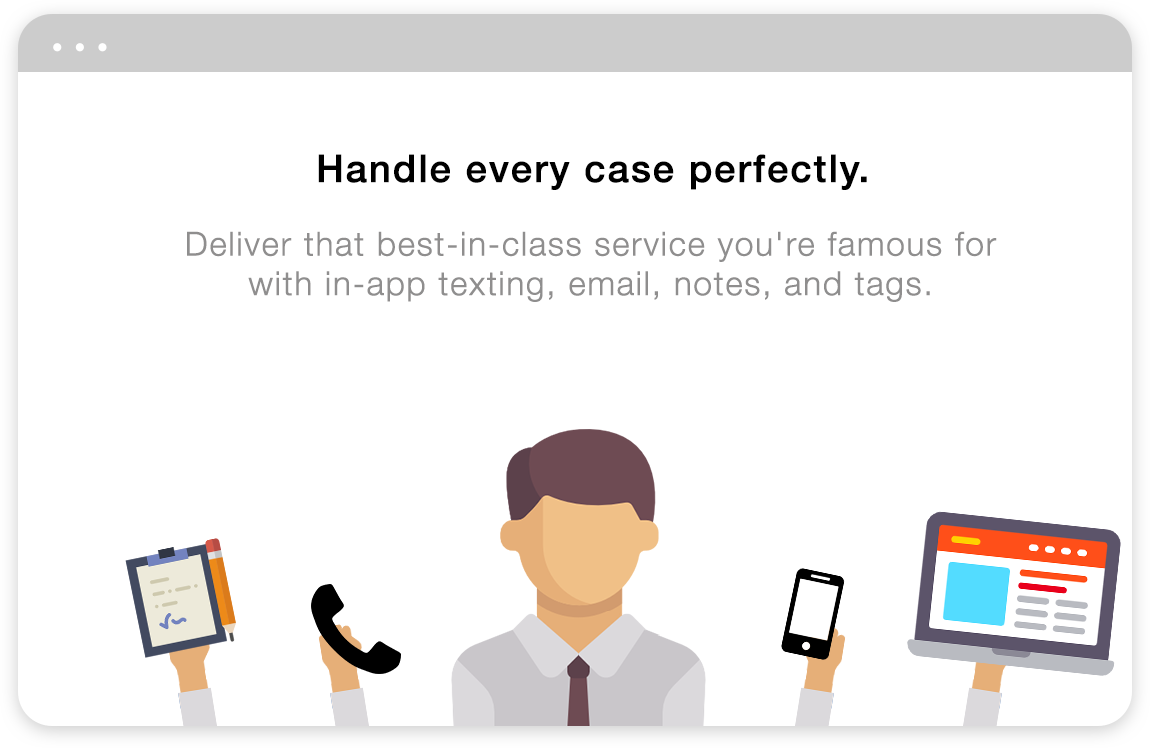 Handle every case perfectly.
Deliver that best-in-class service you're famous for
with in-app texting, email, notes, and tags.